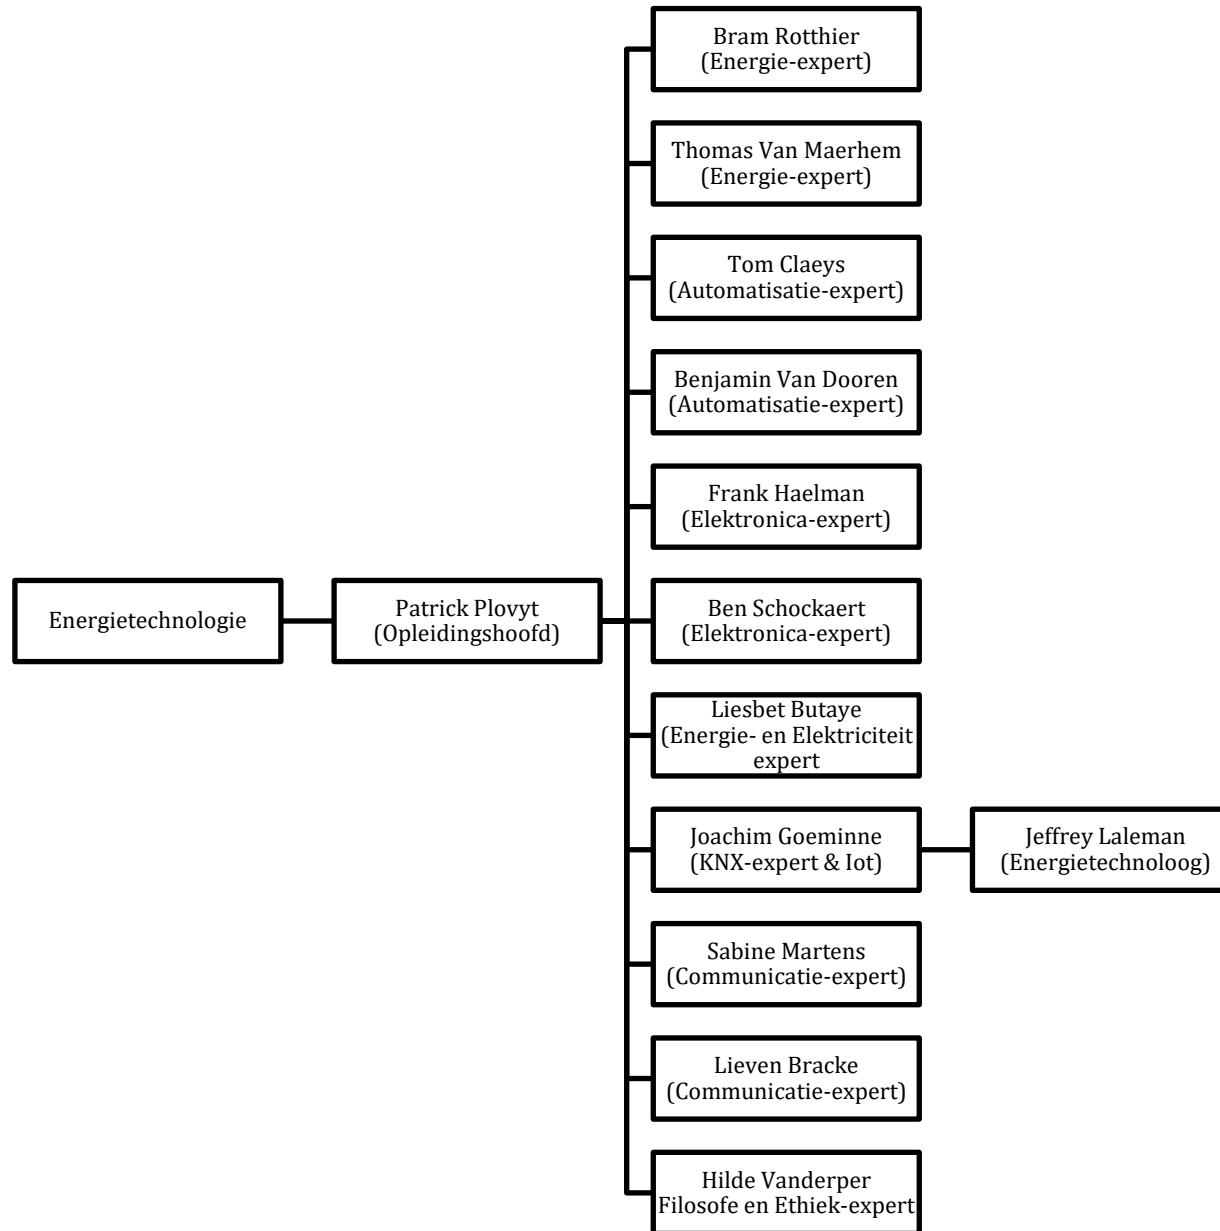 Energietechnologie
Patrick Plovyt
(Opleidingshoofd)
Bram Rotthier
(Energie-expert)
Thomas Van Maerhem
(Energie-expert)
Tom Claeys
(Automatisatie-expert)
Benjamin Van Dooren
(Automatisatie-expert)
Frank Haelman
(Elektronica-expert)
Ben Schockaert
(Elektronica-expert)
Liesbet Butaye
(Energie- en Elektriciteit
expert
Joachim Goeminne
(KNX-expert & Iot)
Jeffrey Laleman
(Energietechnoloog)
Sabine Martens
(Communicatie-expert)
Lieven Bracke
(Communicatie-expert)
Hilde Vanderper
Filosofe en Ethiek-expert